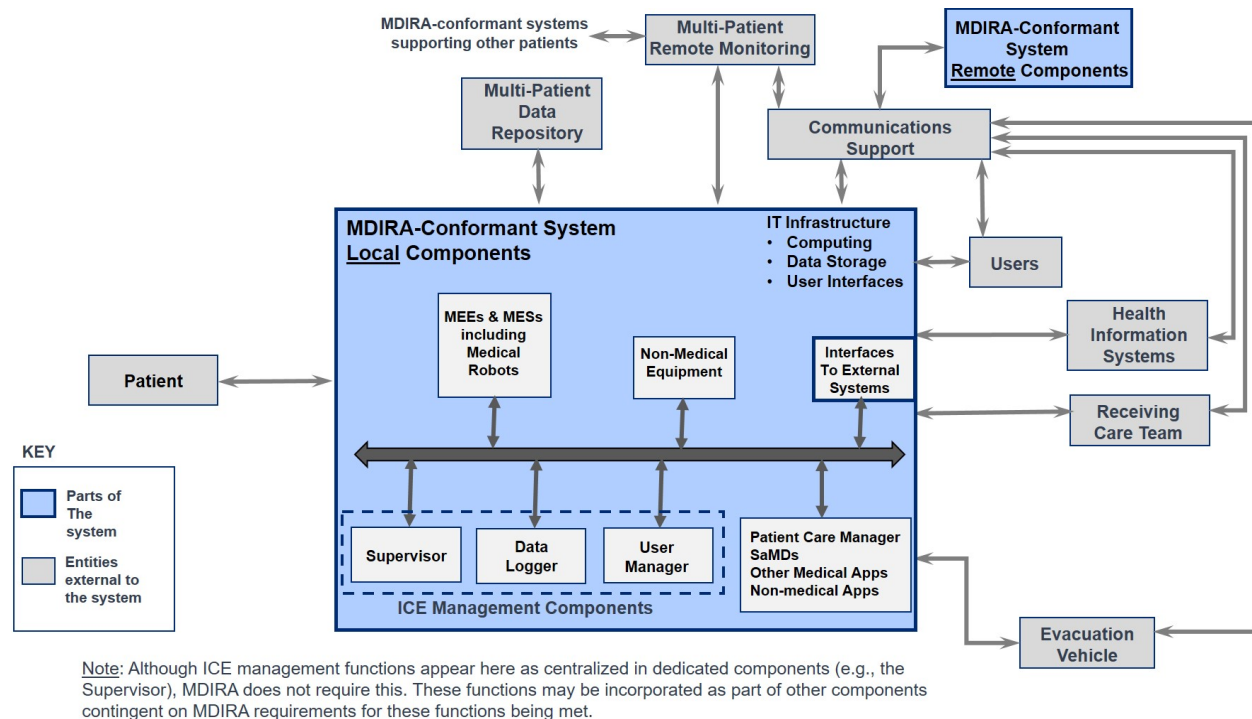 MDIRA-conformant systems
supporting other patients
Multi-Patient
Remote Monitoring
MDIRA-Conformant
System
Remote Components
Multi-Patient
Data
Repository
Communications
Support
MDIRA-Conformant System
Local Components
IT Infrastructure
• Computing
• Data Storage
• User Interfaces
Users
MEEs & MESs
including
Medical
Robots
Non-Medical
Equipment
Interfaces
To External
Systems
Health
Information
Systems
Patient
Receiving
Care Team
KEY
Parts of
The
system
Entities
external to
the system
Supervisor
Data
Logger
User
Manager
Patient Care Manager
SaMDs
Other Medical Apps
Non-medical Apps
ICE Management Components
Evacuation
Vehicle
Note: Although ICE management functions appear here as centralized in dedicated components (e.g., the
Supervisor), MDIRA does not require this. These functions may be incorporated as part of other components
contingent on MDIRA requirements for these functions being met.